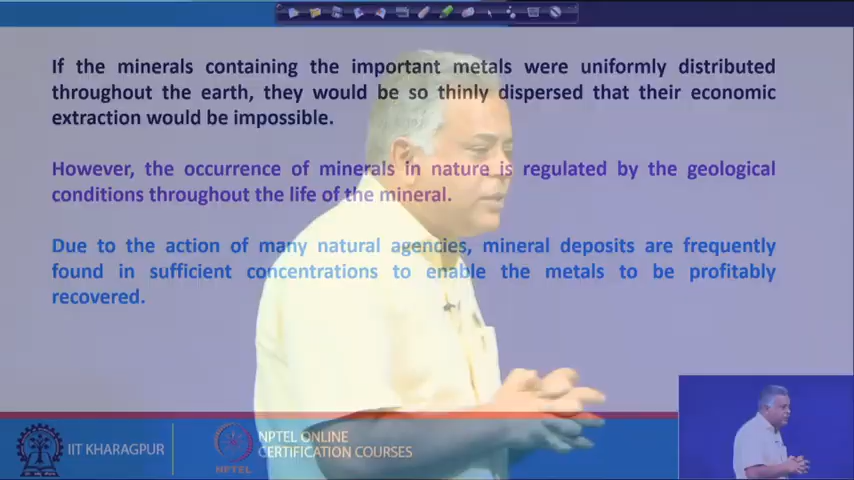 If the minerals containing the important metals were uniformly distributed
throughout the earth, they would be so thinly dispersed that their economic
extraction would be impossible.
However, the occurrence of minerals in nature is regulated by the geological
conditions throughout the life of the mineral.
Due to the action of many natural agencies, mineral deposits are frequently
found in sufficient concentrations to enable the metals to be profitably
recovered.
IIT KHARAGPUR
NPTEL
NPTEL ONLINE
CERTIFICATION COURSES